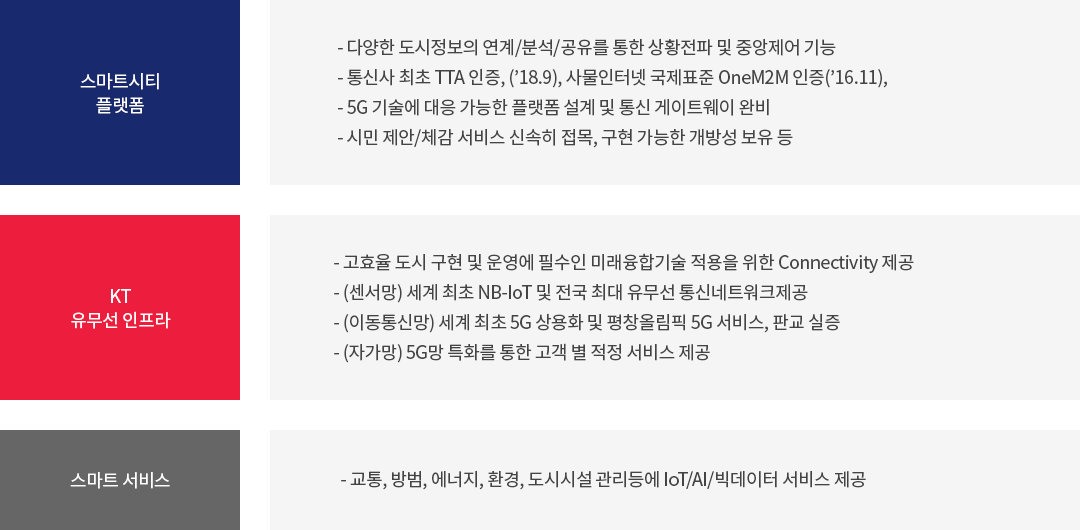 스마트시티
플랫폼
- 다양한 도시정보의 연계/분석/공유를 통한 상황전파 및 중앙제어 기능
- 통신사 최초 TTA 인증, (’18.9), 사물인터넷 국제표준 OneM2M 인증(’16.11),
- 5G 기술에 대응 가능한 플랫폼 설계 및 통신 게이트웨이 완비
- 시민 제안/체감 서비스 신속히 접목, 구현 가능한 개방성 보유 등
KT
유무선 인프라
- 고효율 도시 구현 및 운영에 필수인 미래융합기술 적용을 위한 Connectivity 제공
- (센서망) 세계 최초 NB-IoT 및 전국 최대 유무선 통신네트워크제공
- (이동통신망) 세계 최초 5G 상용화 및 평창올림픽 5G 서비스, 판교 실증
- (자가망) 5G망 특화를 통한 고객 별 적정 서비스 제공
스마트 서비스
- 교통, 방범, 에너지, 환경, 도시시설 관리등에 IoT/AI/빅데이터 서비스 제공